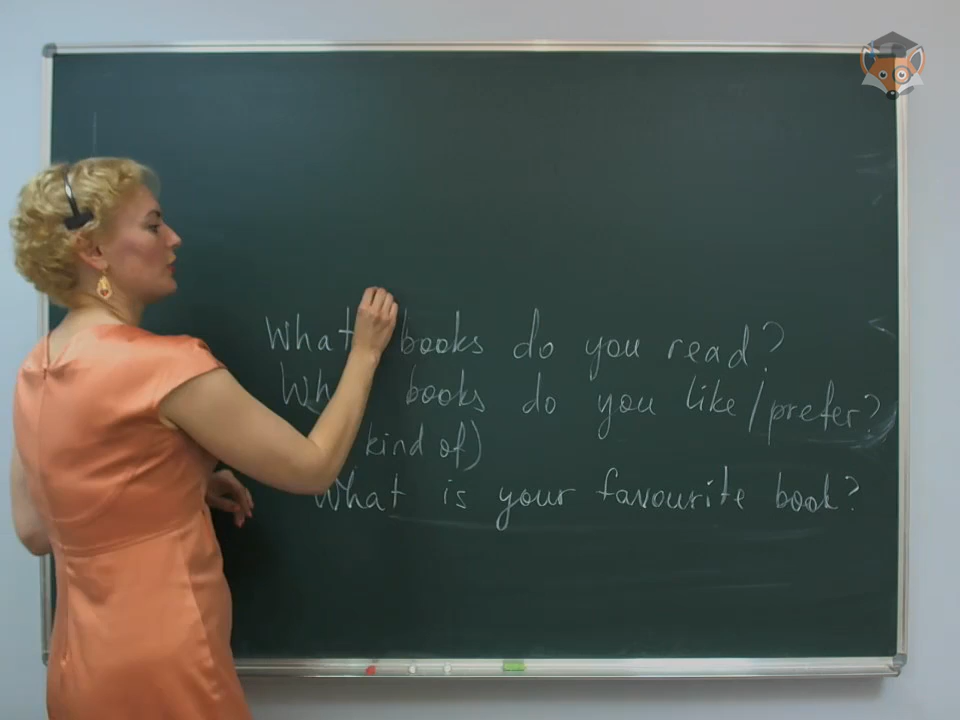 What books do you read?
books do you like/prefer?
kind of)
What is your favourite book?